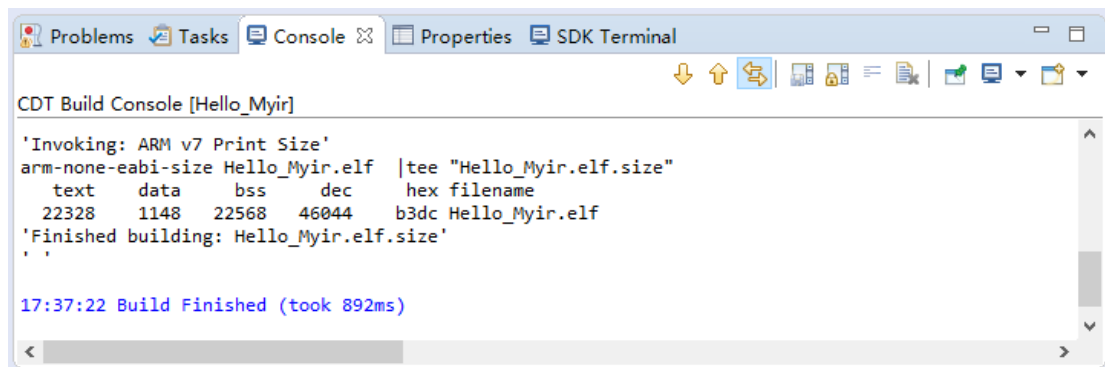 Problems Tasks Console Properties SDK Terminal
CDT Build Console [Hello_Myir]
'Invoking: ARM v7 Print Size'
arm-none-eabi-size Hello_Myir.elf  |tee "Hello_Myir.elf.size"
   text    data     bss     dec     hex filename
  22328    1148   22568   46044    b3dc Hello_Myir.elf
'Finished building: Hello_Myir.elf.size'
' '
17:37:22 Build Finished (took 892ms)